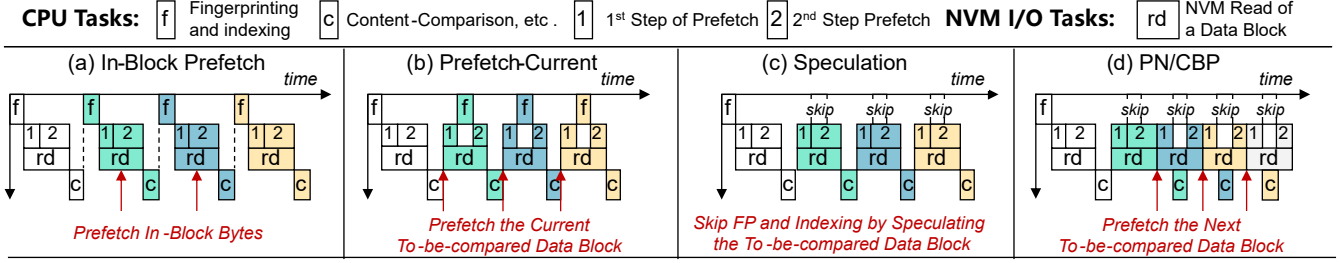 CPU Tasks: f Fingerprinting and indexing c Content-Comparison, etc . 1 1st Step of Prefetch 2 2nd Step Prefetch NVM I/O Tasks: rd NVM Read of a Data Block
(a) In-Block Prefetch
time
f f f f
1 2 1 2 1 2 1 2
rd rd rd rd
c c c c
Prefetch In -Block Bytes
(b) Prefetch-Current
time
f f f f
1 2 1 2 1 2 1 2
rd rd rd rd
c c c c
Prefetch the Current
To -be-compared Data Block
(c) Speculation
time
f skip skip skip
1 2 1 2 1 2 1 2
rd rd rd rd
c c c c
Skip FP and Indexing by Speculating
the To -be-compared Data Block
(d) PN/CBP
time
f skip skip skip skip
1 2 1 2 1 2 1 2 1 2
rd rd rd rd rd
c c c c
Prefetch the Next
To -be-compared Data Block